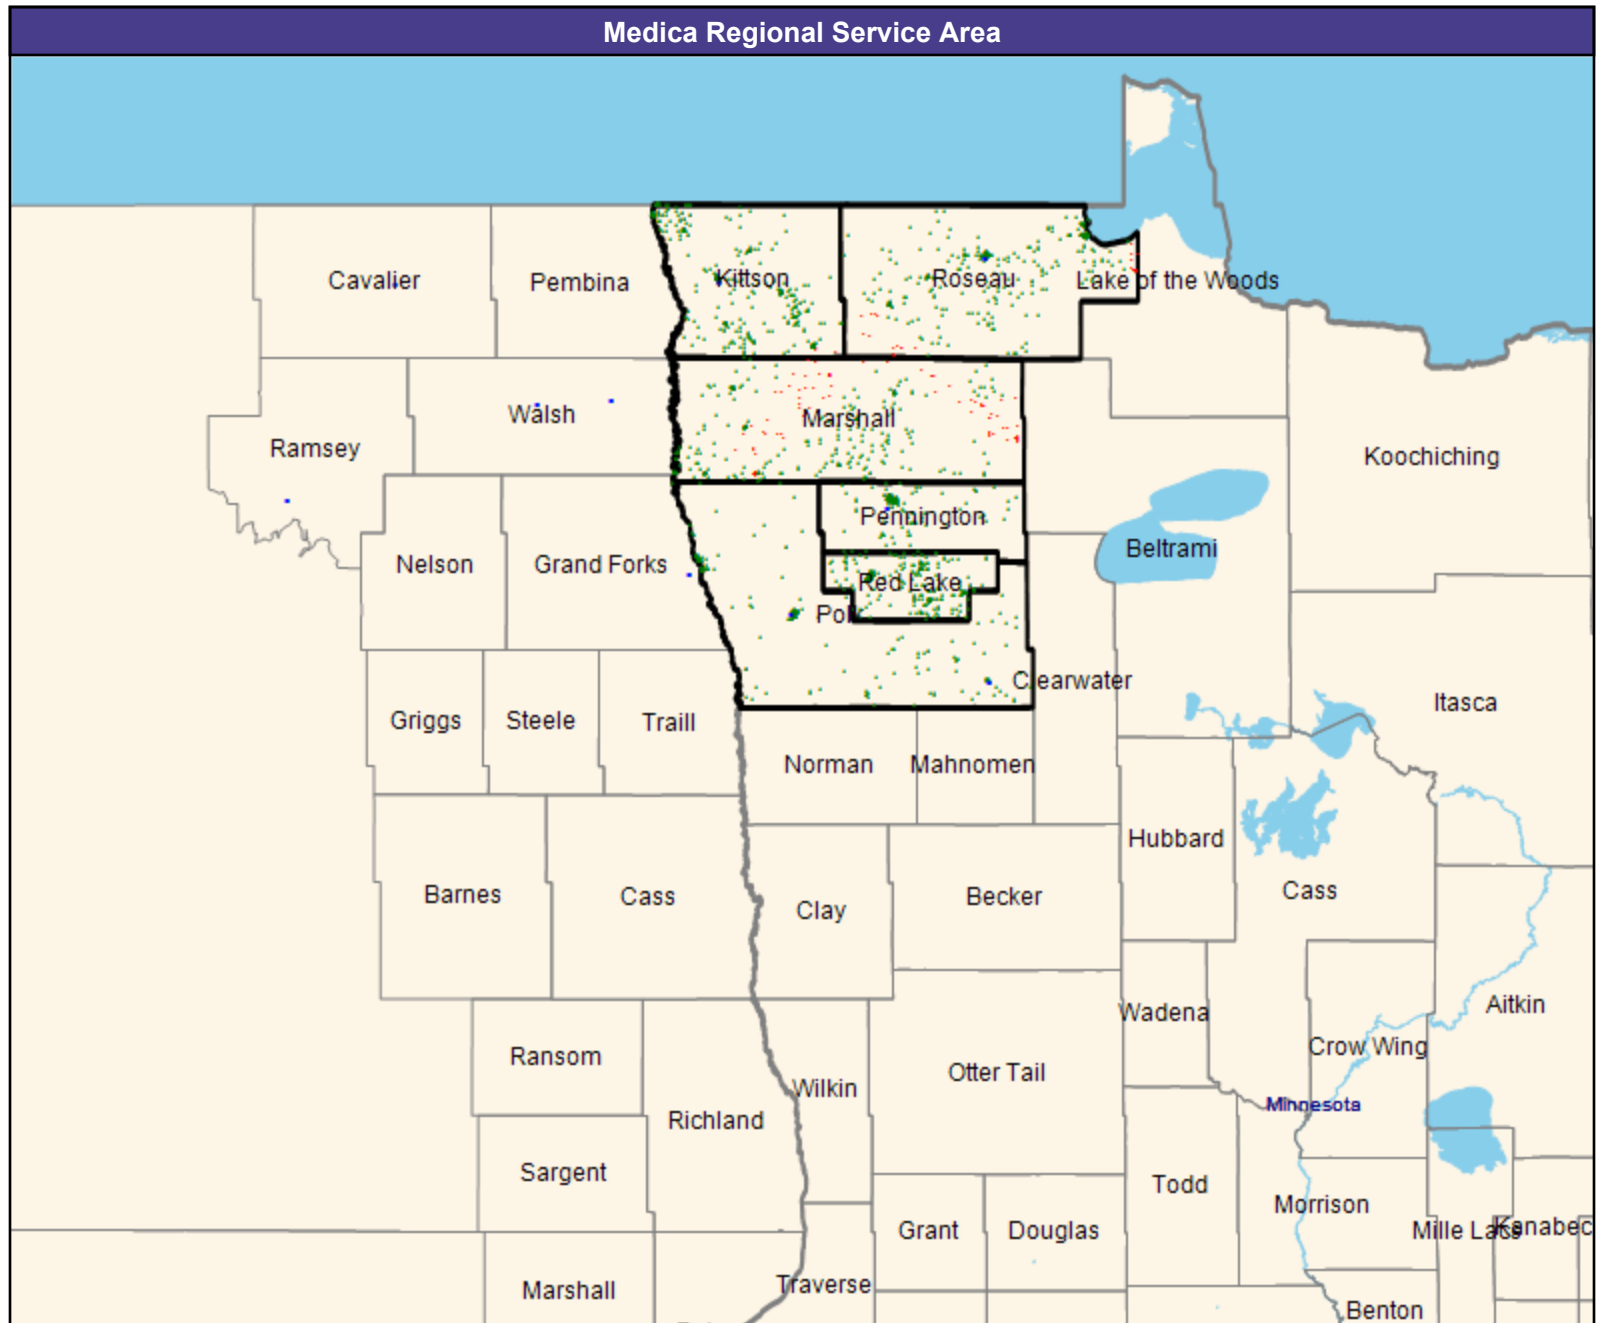 Medica Regional Service Area
Cavalier
Pembina
Kittson
Roseau
Lake of the Woods
Walsh
Marshall
Ramsey
Koochiching
Pennington
Nelson
Grand Forks
Beltrami
Red Lake
Polk
Clearwater
Griggs
Steele
Traill
Itasca
Norman
Mahnomen
Hubbard
Barnes
Cass
Clay
Becker
Cass
Wadena
Aitkin
Ransom
Otter Tail
Crow Wing
Wilkin
Minnesota
Richland
Sargent
Todd
Morrison
Grant
Douglas
Mille Lacs
Kanabec
Marshall
Traverse
Benton